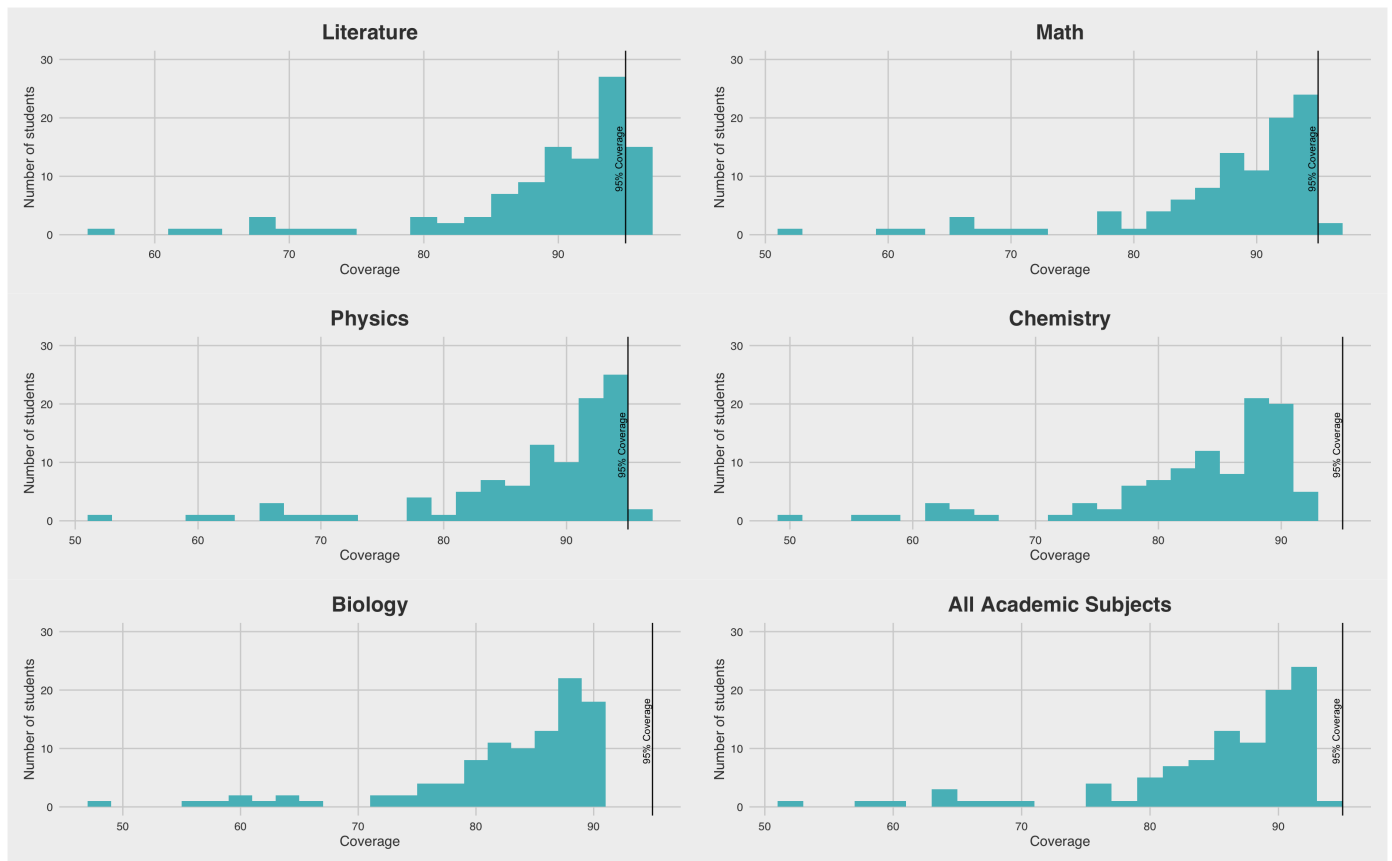 Literature
Number of students
30
20
10
0
95% Coverage
60 70 80 90
Coverage
Math
Number of students
30
20
10
0
95% Coverage
50 60 70 80 90
Coverage
Physics
Number of students
30
20
10
0
95% Coverage
50 60 70 80 90
Coverage
Chemistry
Number of students
30
20
10
0
95% Coverage
50 60 70 80 90
Coverage
Biology
Number of students
30
20
10
0
95% Coverage
50 60 70 80 90
Coverage
All Academic Subjects
Number of students
30
20
10
0
95% Coverage
50 60 70 80 90
Coverage